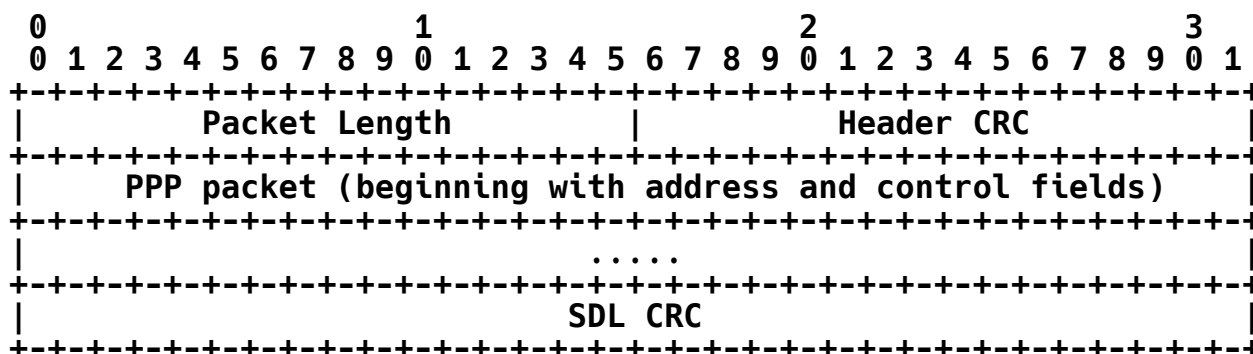 0                   1                   2                   3
 0 1 2 3 4 5 6 7 8 9 0 1 2 3 4 5 6 7 8 9 0 1 2 3 4 5 6 7 8 9 0 1
+-+-+-+-+-+-+-+-+-+-+-+-+-+-+-+-+-+-+-+-+-+-+-+-+-+-+-+-+-+-+-+-+
|         Packet Length         |          Header CRC           |
+-+-+-+-+-+-+-+-+-+-+-+-+-+-+-+-+-+-+-+-+-+-+-+-+-+-+-+-+-+-+-+-+
|     PPP packet (beginning with address and control fields)    |
+-+-+-+-+-+-+-+-+-+-+-+-+-+-+-+-+-+-+-+-+-+-+-+-+-+-+-+-+-+-+-+-+
|                             .....                             |
+-+-+-+-+-+-+-+-+-+-+-+-+-+-+-+-+-+-+-+-+-+-+-+-+-+-+-+-+-+-+-+-+
|                            SDL CRC                            |
+-+-+-+-+-+-+-+-+-+-+-+-+-+-+-+-+-+-+-+-+-+-+-+-+-+-+-+-+-+-+-+-+